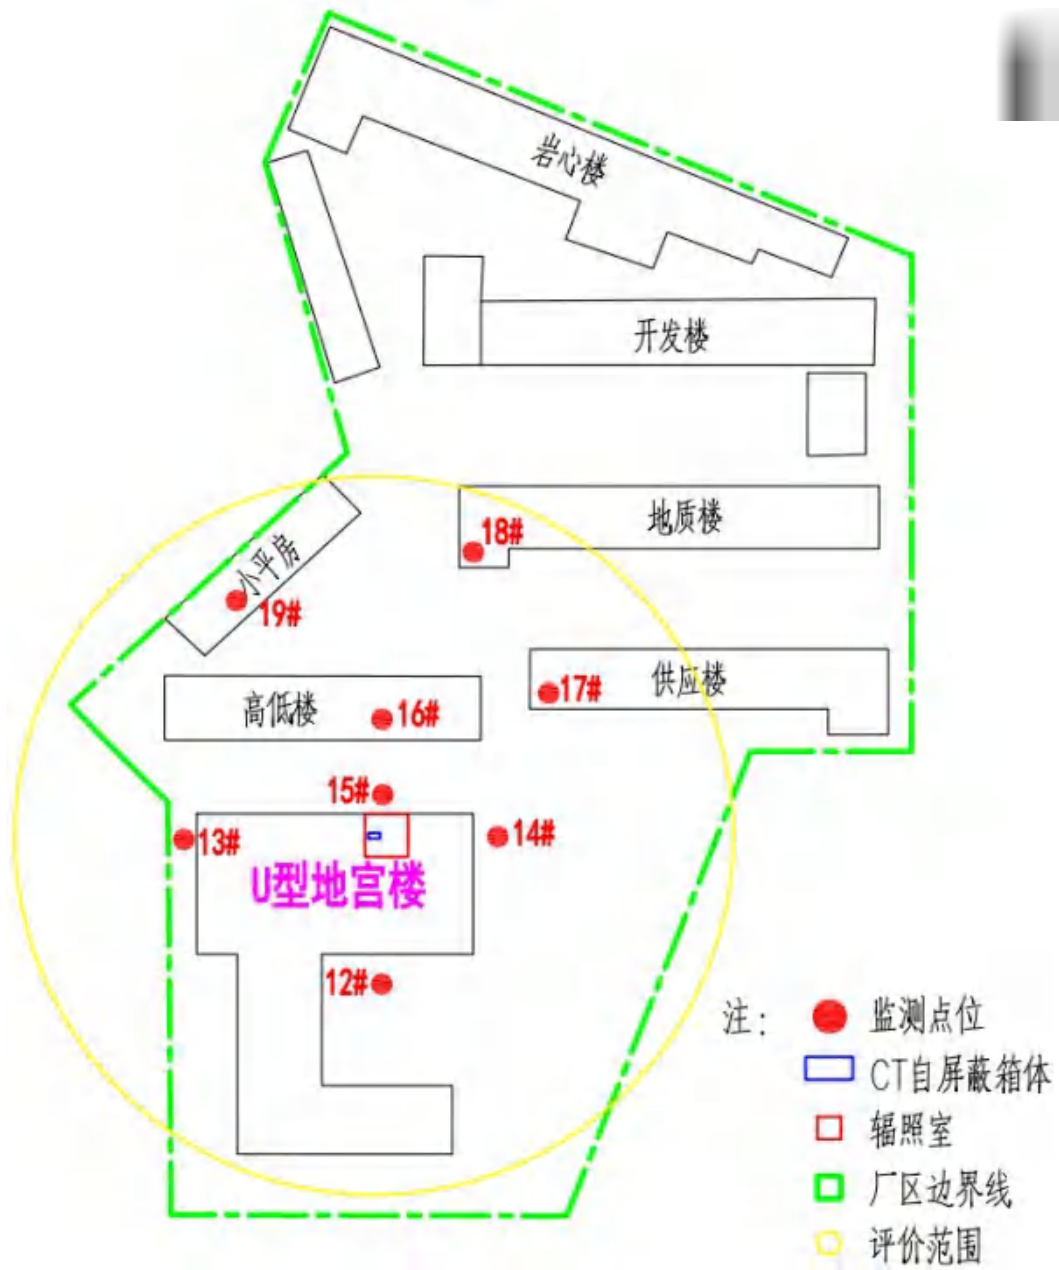 岩心楼
开发楼
地质楼
18#
小平房
19#
供应楼
17#
高低楼
16#
15#
13#
14#
U型地宫楼
12#
注:
监测点位
CT自屏蔽箱体
辐照室
厂区边界线
评价范围